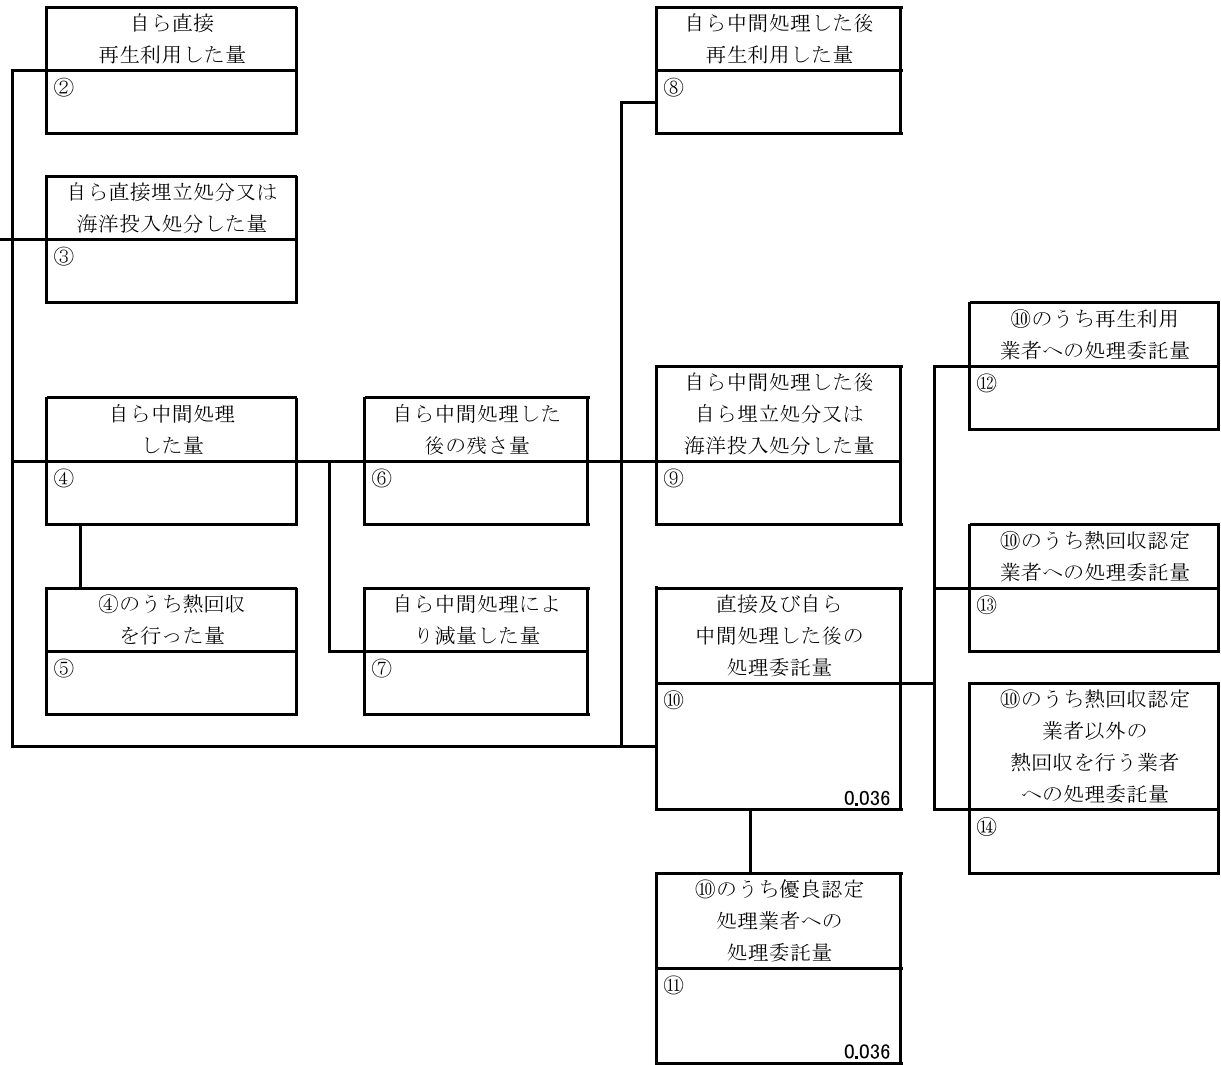 自ら直接
再生利用した量
②
自ら中間処理した後
再生利用した量
⑧
自ら直接埋立処分又は
海洋投入処分した量
③
⑩のうち再生利用
業者への処理委託量
⑫
自ら中間処理
した量
④
自ら中間処理した
後の残さ量
⑥
自ら中間処理した後
自ら埋立処分又は
海洋投入処分した量
⑨
⑩のうち熱回収認定
業者への処理委託量
⑬
④のうち熱回収
を行った量
⑤
自ら中間処理によ
り減量した量
⑦
直接及び自ら
中間処理した後の
処理委託量
⑩
0.036
⑩のうち熱回収認定
業者以外の
熱回収を行う業者
への処理委託量
⑭
⑩のうち優良認定
処理業者への
処理委託量
⑪
0.036